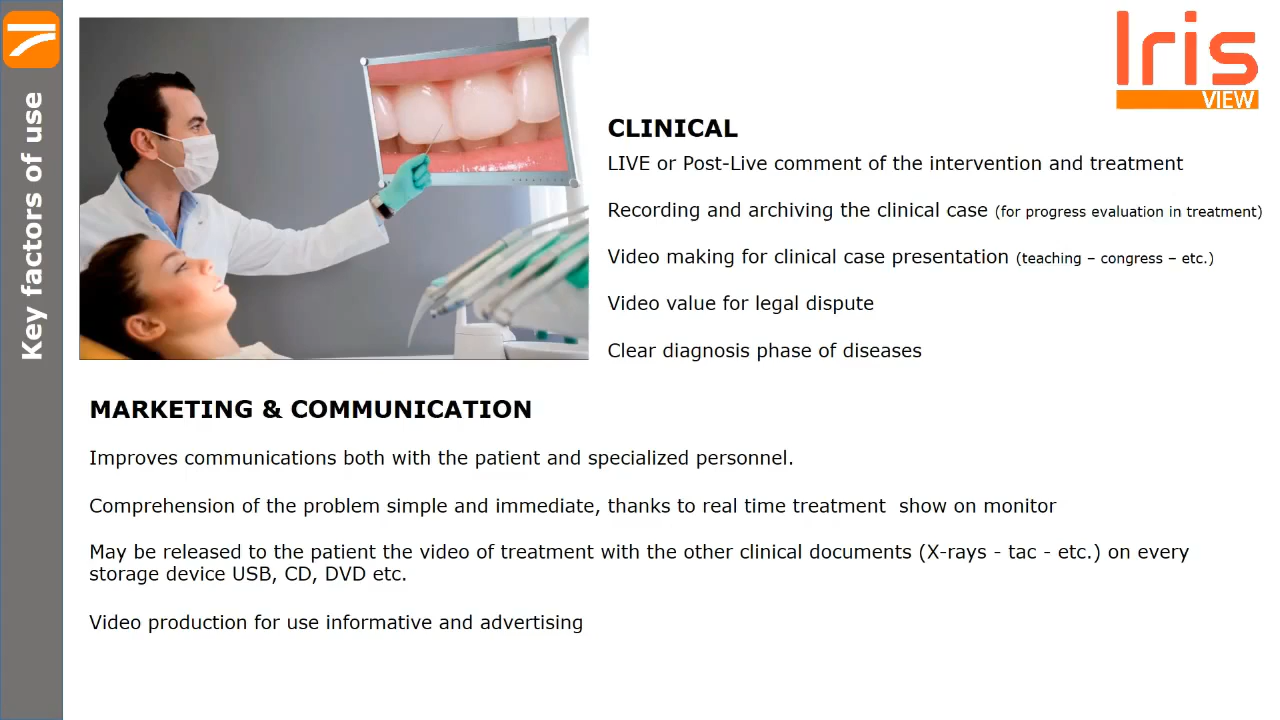 Key factors of use
Iris
VIEW
CLINICAL
LIVE or Post-Live comment of the intervention and treatment
Recording and archiving the clinical case (for progress evaluation in treatment)
Video making for clinical case presentation (teaching – congress – etc.)
Video value for legal dispute
Clear diagnosis phase of diseases
MARKETING & COMMUNICATION
Improves communications both with the patient and specialized personnel.
Comprehension of the problem simple and immediate, thanks to real time treatment  show on monitor
May be released to the patient the video of treatment with the other clinical documents (X-rays - tac - etc.) on every
storage device USB, CD, DVD etc.
Video production for use informative and advertising